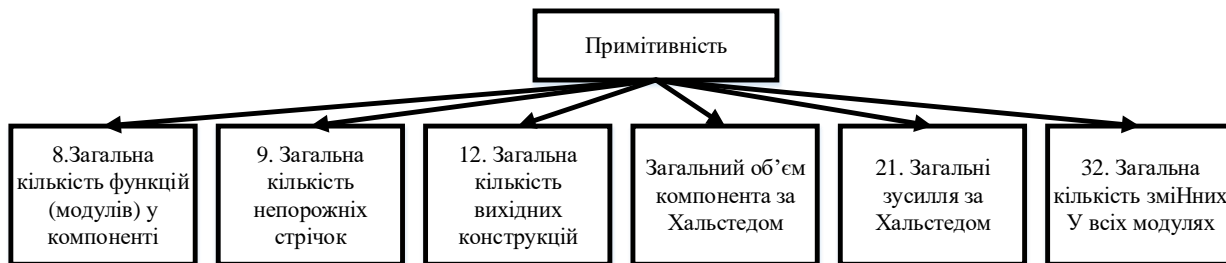 Примітивність
8.Загальна
кількість функцій
(модулів) у
компоненті
9. Загальна
кількість
непорожніх
стрічок
12. Загальна
кількість
вихідних
конструкцій
Загальний об’єм
компонента за
Хальстедом
21. Загальні
зусилля за
Хальстедом
32. Загальна
кількість зміНних
У всіх модулях